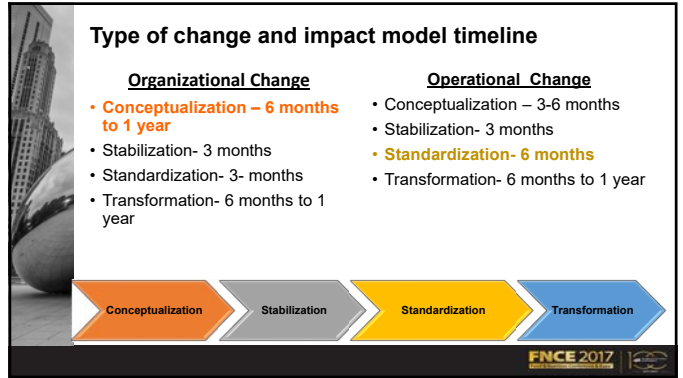 Type of change and impact model timeline
Organizational Change
• Conceptualization – 6 months
to 1 year
• Stabilization- 3 months
• Standardization- 3- months
• Transformation- 6 months to 1
year
Operational Change
• Conceptualization – 3-6 months
• Stabilization- 3 months
• Standardization- 6 months
• Transformation- 6 months to 1 year
Conceptualization
Stabilization
Standardization
Transformation
FNCE 2017